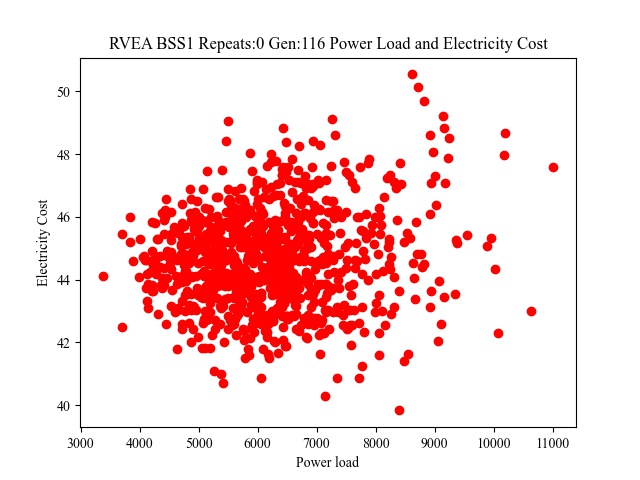 RVEA BSS1 Repeats:0 Gen:116 Power Load and Electricity Cost
50
48
46
44
42
40
Electricity Cost
3000 4000 5000 6000 7000 8000 9000 10000 11000
Power load